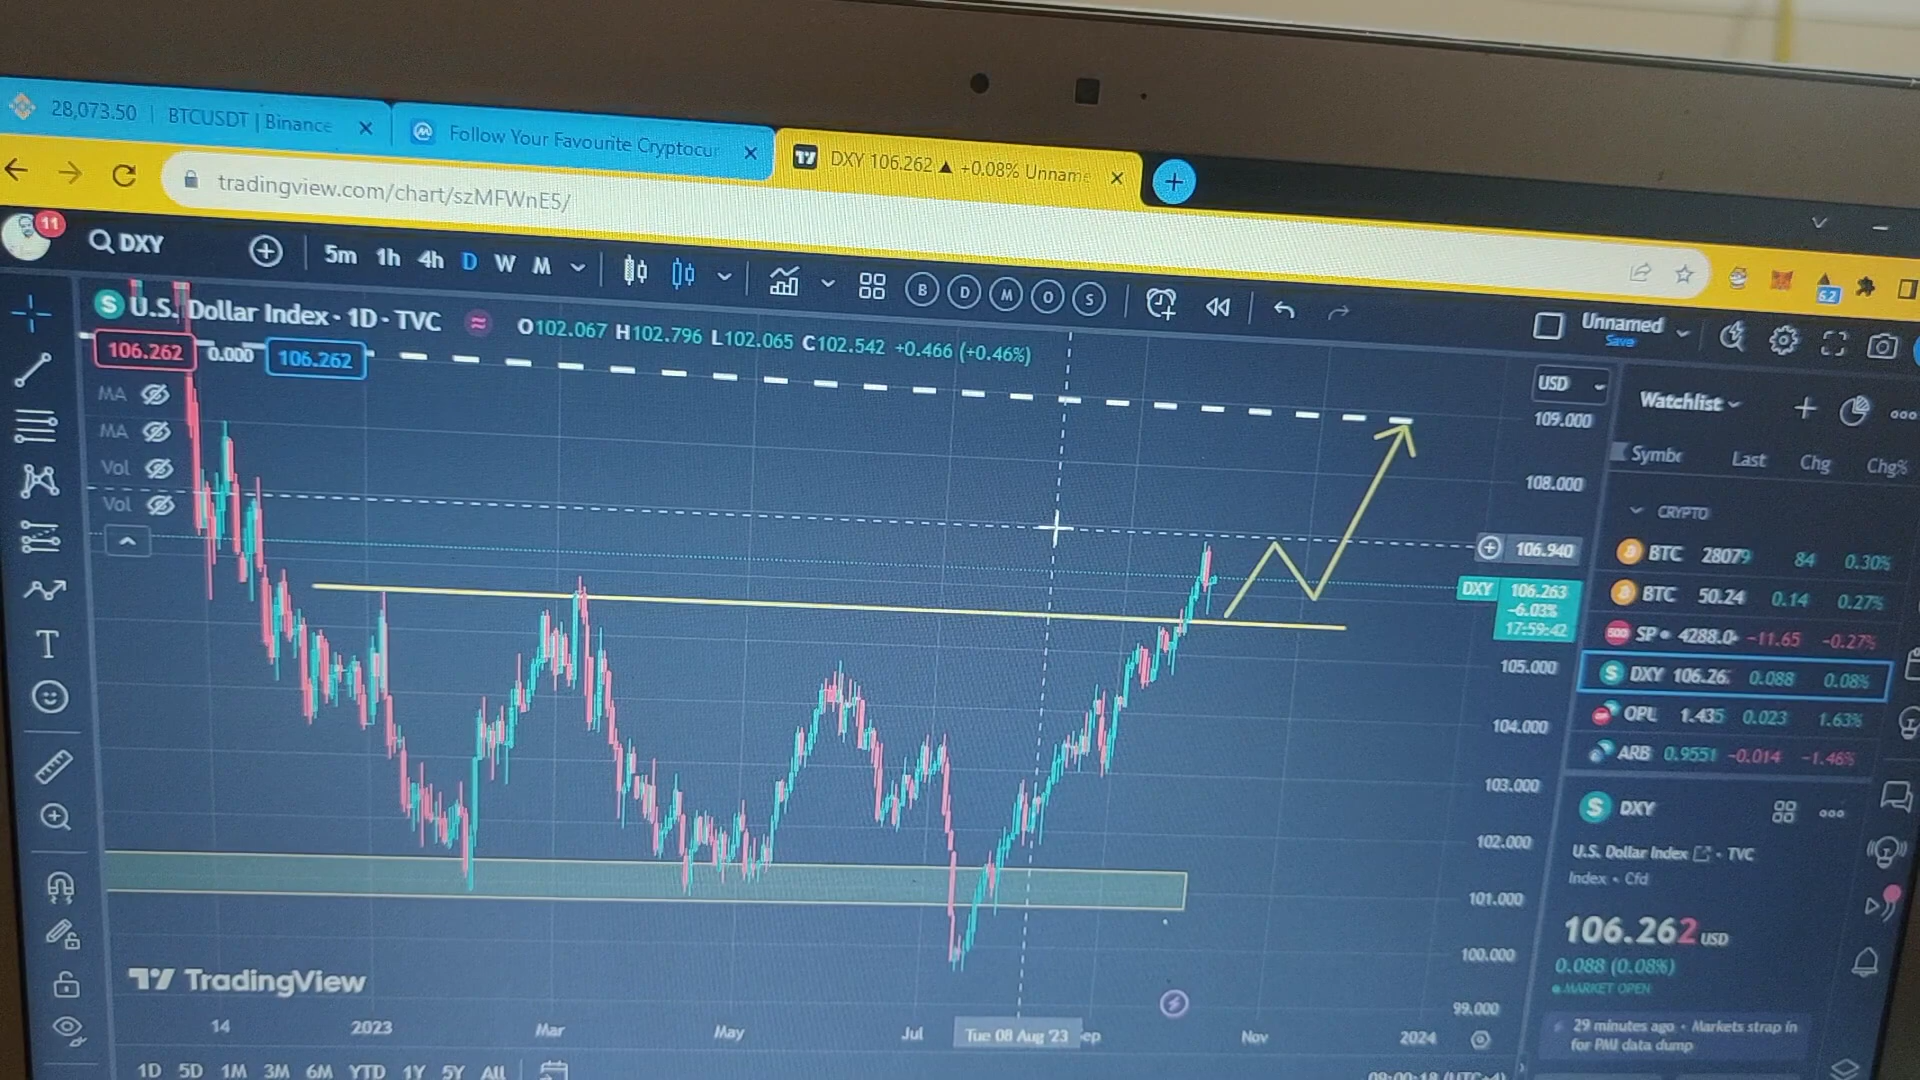 28,073.50 | BTCUSDT | Binance
Follow Your Favourite Cryptocur
DXY 106.262 ▲ +0.08% Unname
tradingview.com/chart/szMFWnE5/
11
DXY
5m 1h 4h D W M
B D M O S
Unnamed
Save
62
U.S. Dollar Index · 1D · TVC
O102.067 H102.796 L102.065 C102.542 +0.466 (+0.46%)
106.262 0.000 106.262
MA
MA
Vol
Vol
USD
109.000
108.000
106.940
DXY 106.263
-6.03%
17:59:42
105.000
104.000
103.000
102.000
101.000
100.000
99.000
TradingView
14 2023 Mar May Jul Tue 08 Aug '23 ep Nov 2024
1D 5D 1M 3M 6M YTD 1Y 5Y All
Watchlist
Last Chg Chg%
CRYPTO
BTC 28079 84 0.30%
BTC 50.24 0.14 0.27%
500 SP 4288.0 -11.65 -0.27%
DXY 106.26 0.088 0.08%
1.435 0.023 1.63%
ARB 0.9551 -0.014 -1.46%
DXY
U.S. Dollar Index · TVC
Index · Cfd
106.262 USD
0.088 (0.08%)
MARKET OPEN
29 minutes ago · Markets strap in
for PMI data dump